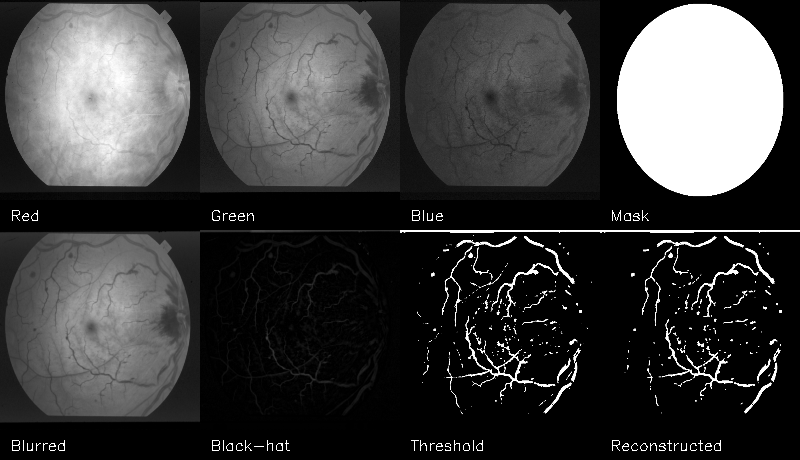 Red
Green
Blue
Mask
Blurred
Black-hat
Threshold
Reconstructed